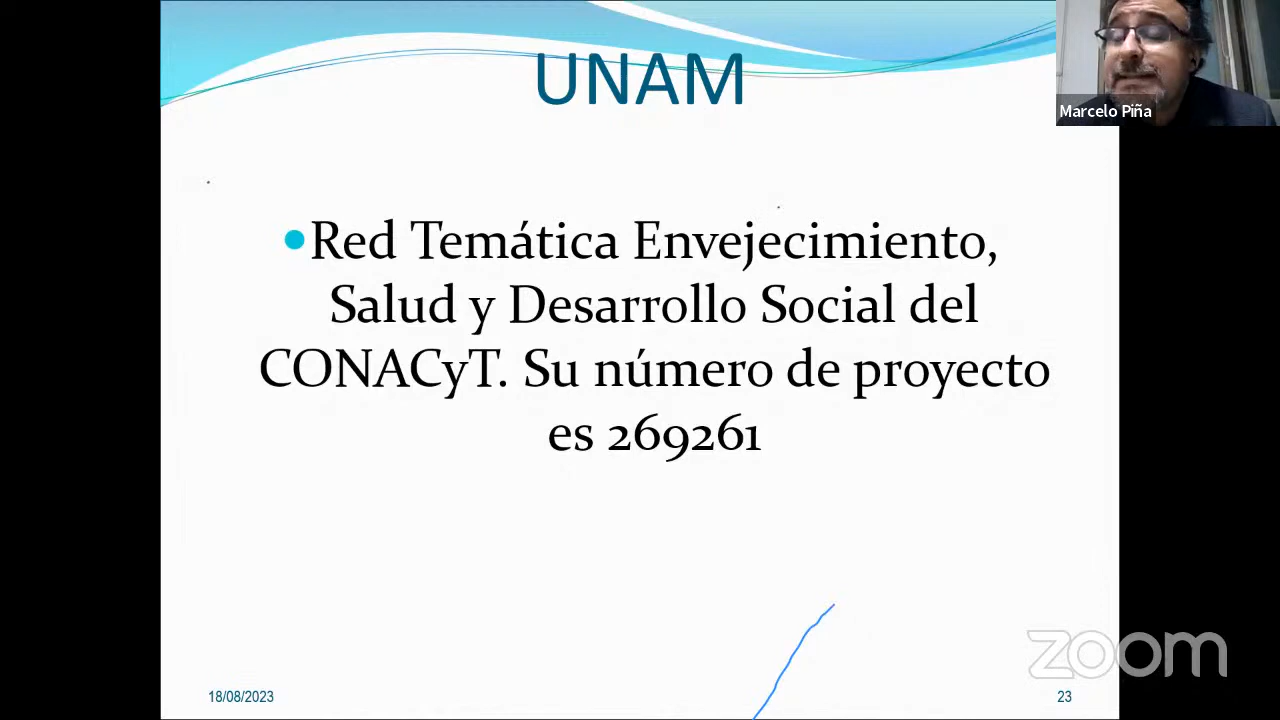 UNAM
Marcelo Piña
•Red Temática Envejecimiento,
Salud y Desarrollo Social del
CONACyT. Su número de proyecto
es 269261
zoom
18/08/2023
23